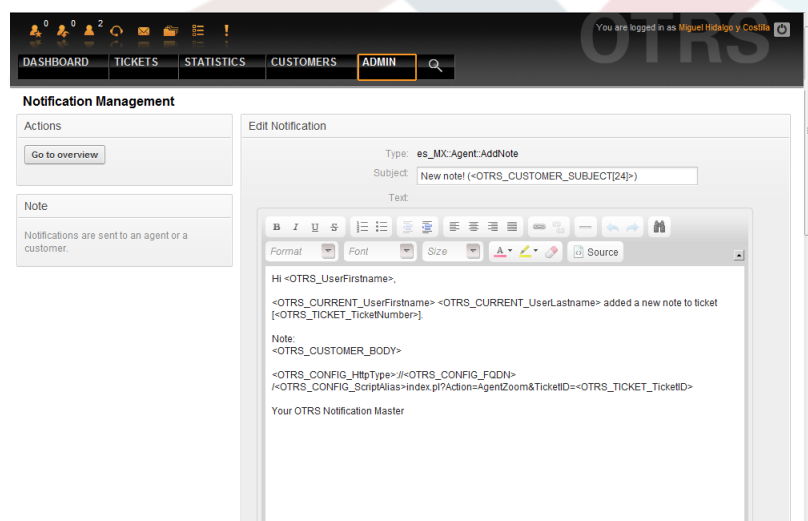 0 0 2
You are logged in as Miguel Hidalgo y Costilla
OTRS
DASHBOARD TICKETS STATISTICS CUSTOMERS ADMIN
Notification Management
Actions
Go to overview
Note
Notifications are sent to an agent or a
customer.
Edit Notification
Type: es_MX::Agent::AddNote
Subject: New note! (<OTRS_CUSTOMER_SUBJECT[24]>)
Text:
B I U S
Format Font Size A Source
Hi <OTRS_UserFirstname>,
<OTRS_CURRENT_UserFirstname> <OTRS_CURRENT_UserLastname> added a new note to ticket
[<OTRS_TICKET_TicketNumber>].
Note:
<OTRS_CUSTOMER_BODY>
<OTRS_CONFIG_HttpType>://<OTRS_CONFIG_FQDN>
/<OTRS_CONFIG_ScriptAlias>index.pl?Action=AgentZoom&TicketID=<OTRS_TICKET_TicketID>
Your OTRS Notification Master